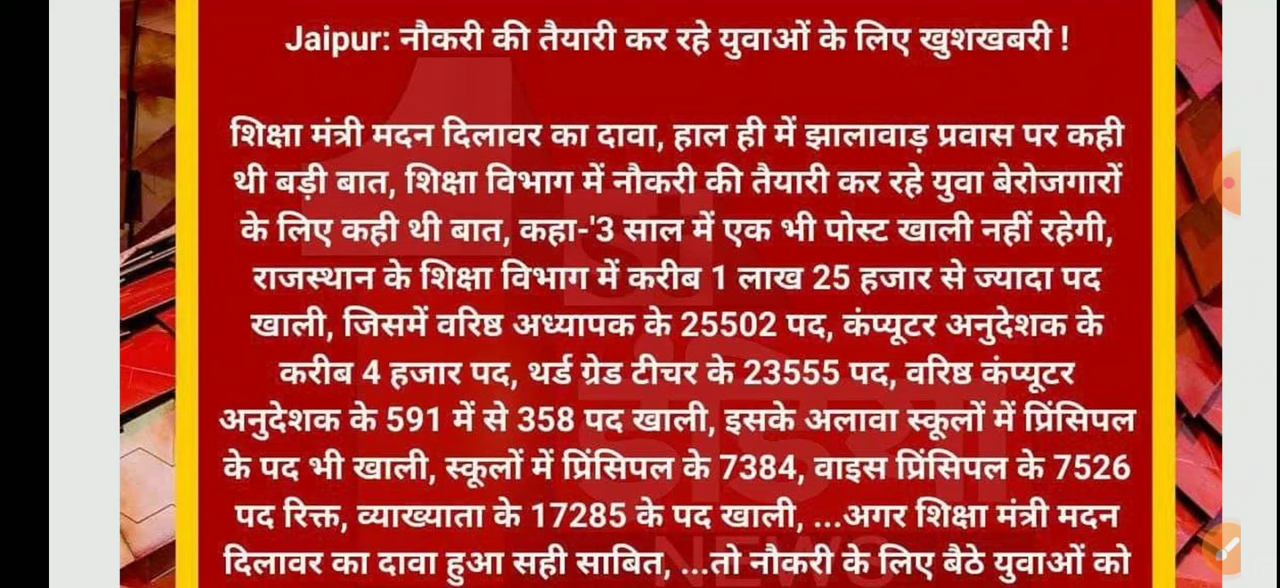 Jaipur: नौकरी की तैयारी कर रहे युवाओं के लिए खुशखबरी !
शिक्षा मंत्री मदन दिलावर का दावा, हाल ही में झालावाड़ प्रवास पर कही
थी बड़ी बात, शिक्षा विभाग में नौकरी की तैयारी कर रहे युवा बेरोजगारों
के लिए कही थी बात, कहा-'3 साल में एक भी पोस्ट खाली नहीं रहेगी,
राजस्थान के शिक्षा विभाग में करीब 1 लाख 25 हजार से ज्यादा पद
खाली, जिसमें वरिष्ठ अध्यापक के 25502 पद, कंप्यूटर अनुदेशक के
करीब 4 हजार पद, थर्ड ग्रेड टीचर के 23555 पद, वरिष्ठ कंप्यूटर
अनुदेशक के 591 में से 358 पद खाली, इसके अलावा स्कूलों में प्रिंसिपल
के पद भी खाली, स्कूलों में प्रिंसिपल के 7384, वाइस प्रिंसिपल के 7526
पद रिक्त, व्याख्याता के 17285 के पद खाली, ...अगर शिक्षा मंत्री मदन
दिलावर का दावा हुआ सही साबित, ...तो नौकरी के लिए बैठे युवाओं को
NEWS